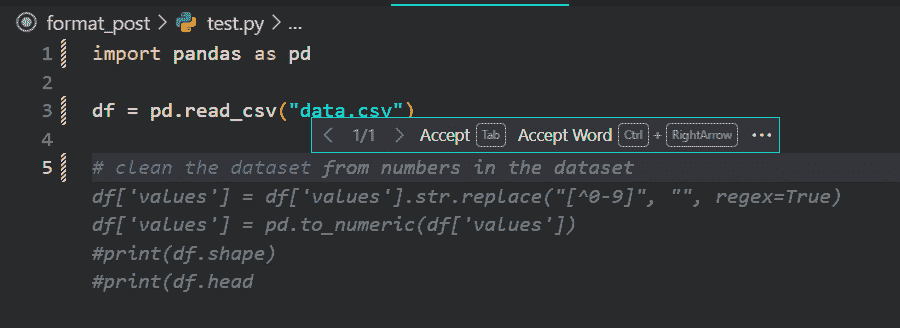 format_post > test.py > ...
1 import pandas as pd
2
3 df = pd.read_csv("data.csv")
< 1/1 > Accept Tab Accept Word Ctrl + RightArrow ...
4
5 # clean the dataset from numbers in the dataset
df['values'] = df['values'].str.replace("[^0-9]", "", regex=True)
df['values'] = pd.to_numeric(df['values'])
#print(df.shape)
#print(df.head